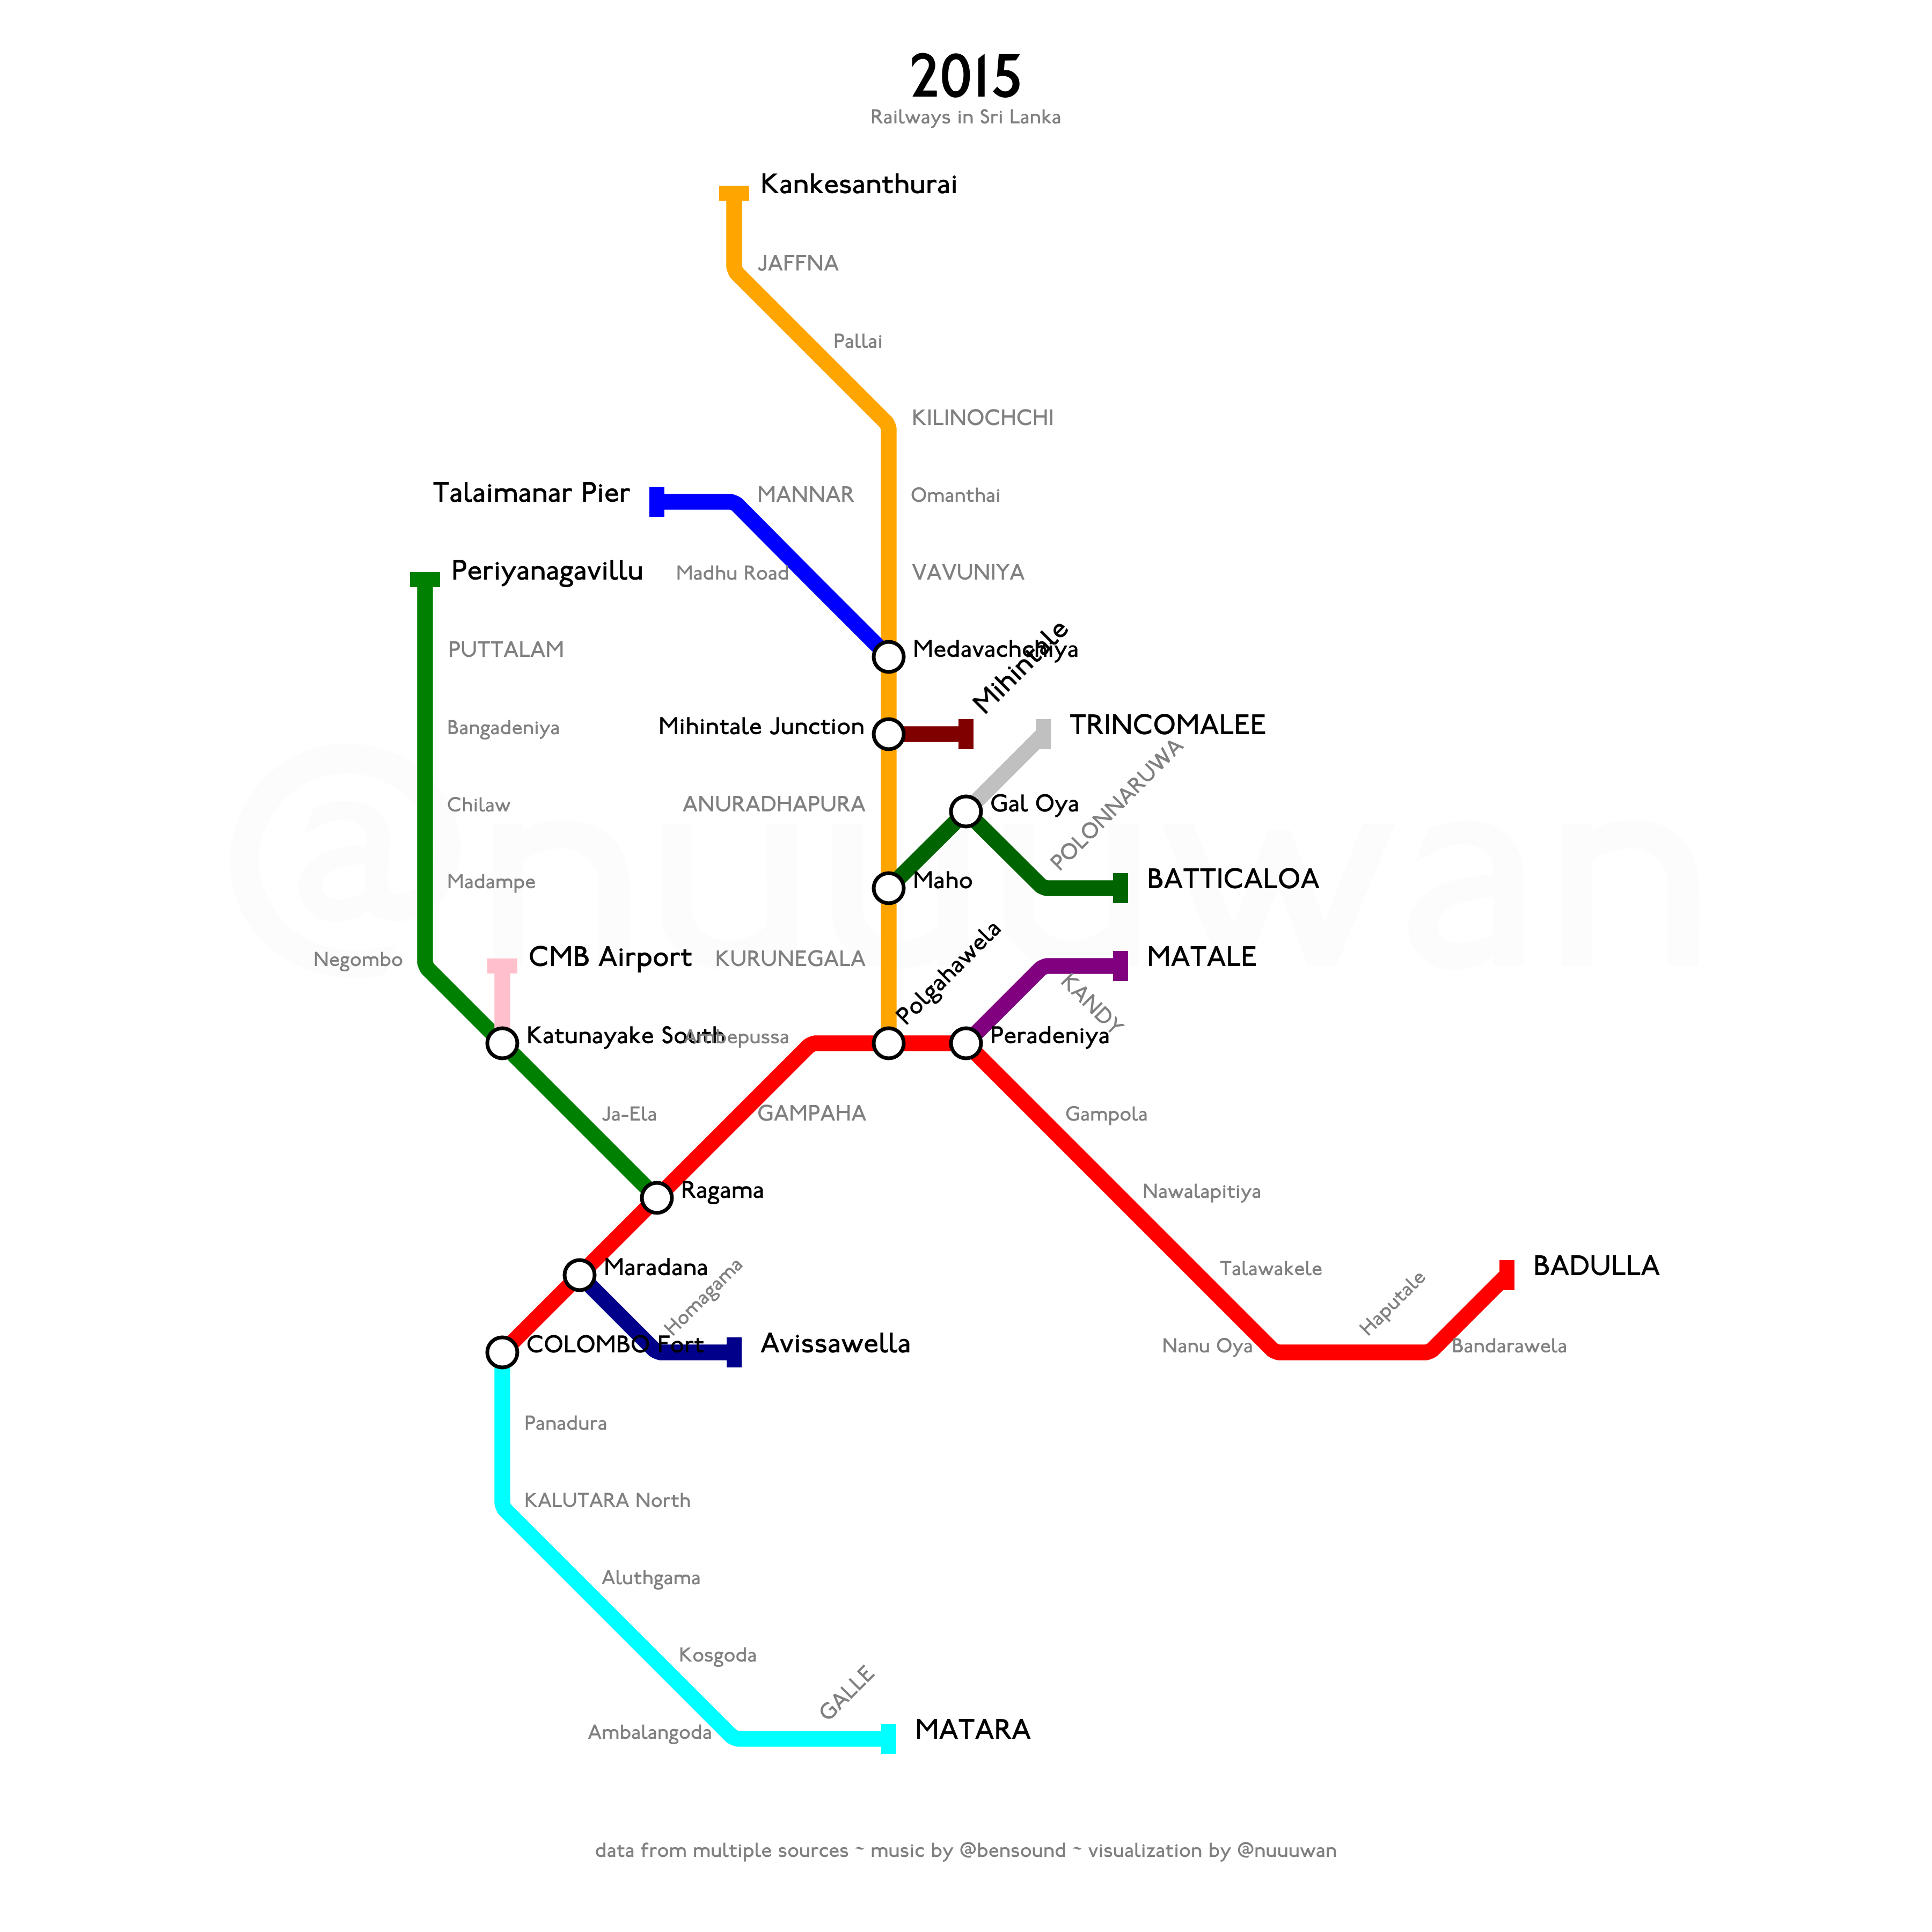 2015
Railways in Sri Lanka
Kankesanthurai
JAFFNA
Pallai
KILINOCHCHI
Talaimanar Pier
MANNAR
Omanthai
Periyanagavillu
Madhu Road
VAVUNIYA
PUTTALAM
Medavachchiya
Mihintale
Bangadeniya
Mihintale Junction
TRINCOMALEE
Chilaw
ANURADHAPURA
Gal Oya
POLONNARUWA
@nuuuwan
Madampe
Maho
BATTICALOA
Negombo
CMB Airport
KURUNEGALA
Polgahawela
MATALE
KANDY
Katunayake South
Ambepussa
Peradeniya
Ja-Ela
GAMPAHA
Gampola
Ragama
Nawalapitiya
Maradana
Homagama
Talawakele
Haputale
BADULLA
COLOMBO Fort
Avissawella
Nanu Oya
Bandarawela
Panadura
KALUTARA North
Aluthgama
Kosgoda
GALLE
Ambalangoda
MATARA
data from multiple sources ~ music by @bensound ~ visualization by @nuuuwan